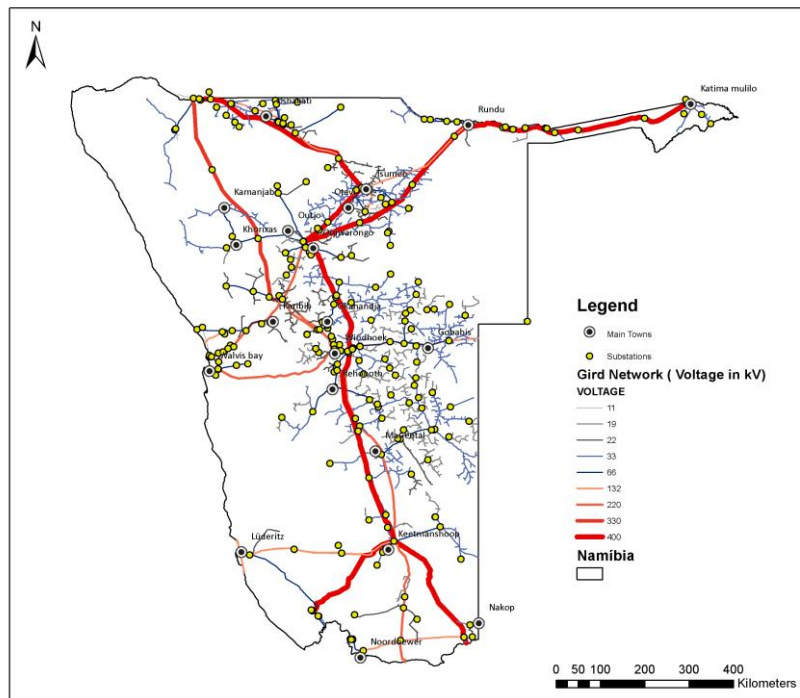 N
Katima mulilo
Oshakati
Rundu
Tsumeb
Kamanjab
Otavi
Outjo
Khorixas
Otjiwarongo
Karibib
Okahandja
Gobabis
Windhoek
Walvis bay
Rehoboth
Mariental
Lüderitz
Keetmanshoop
Nakop
Noordoewer
Legend
Main Towns
Substations
Gird Network ( Voltage in kV)
VOLTAGE
11
19
22
33
66
132
220
330
400
Namibia
0 50 100 200 300 400
Kilometers